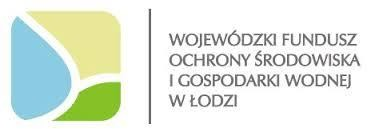 WOJEWÓDZKI FUNDUSZ
OCHRONY ŚRODOWISKA
I GOSPODARKI WODNEJ
W ŁODZI